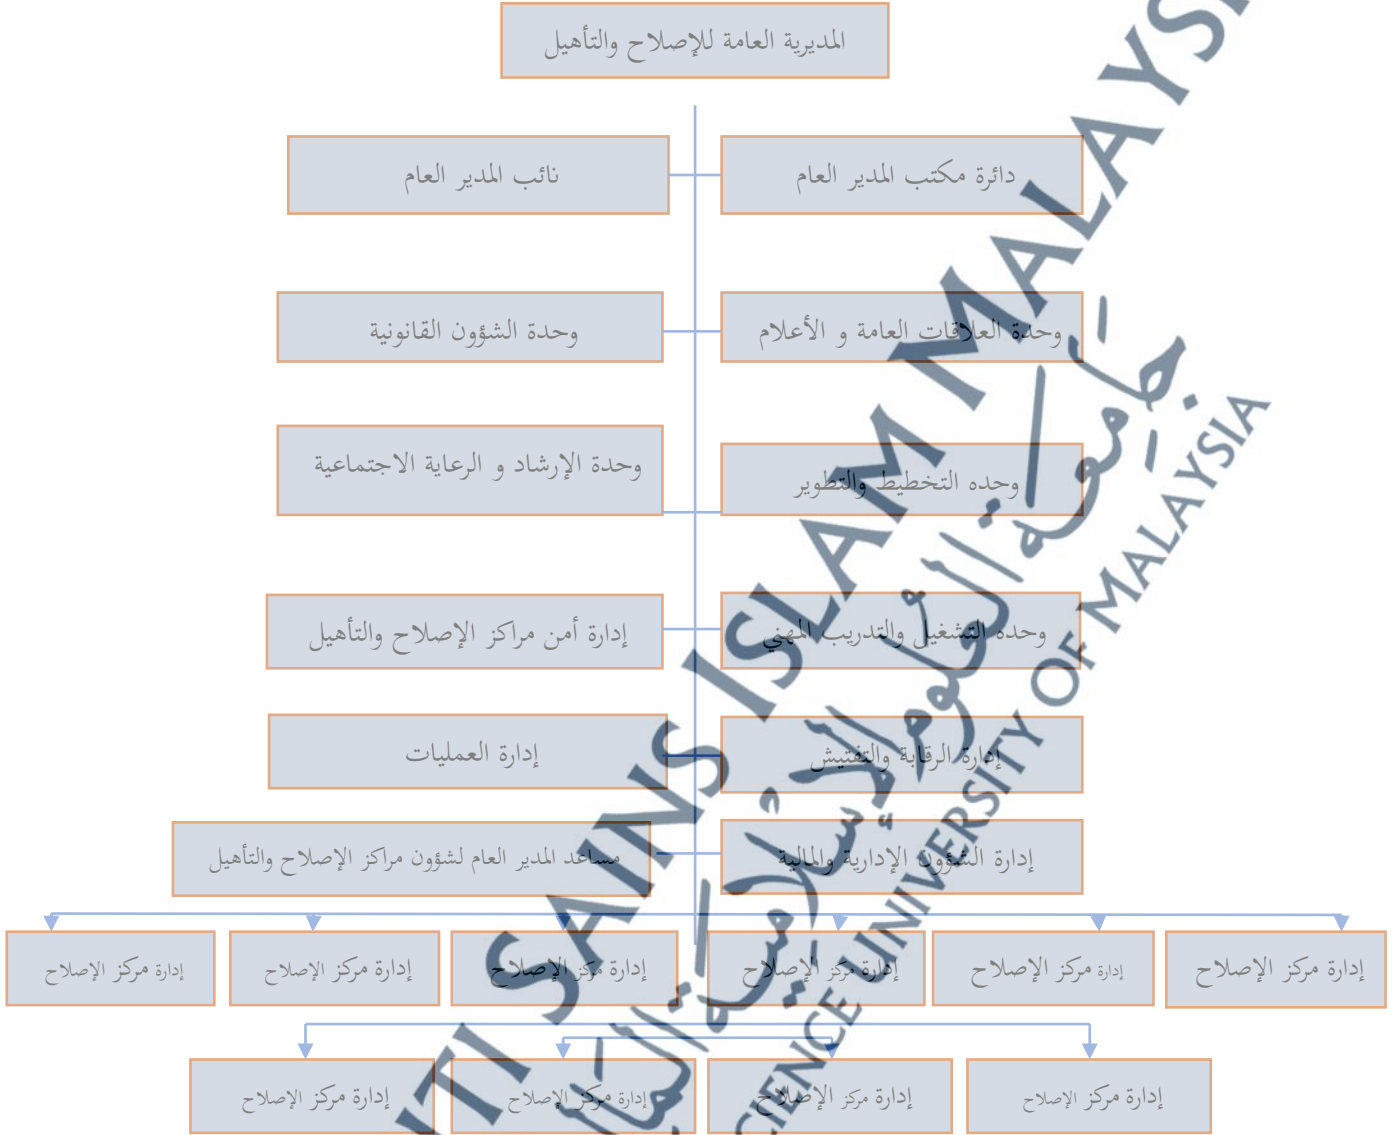 المديرية العامة للإصلاح والتأهيل
دائرة مكتب المدير العام
نائب المدير العام
وحدة العلاقات العامة و الأعلام
وحدة الشؤون القانونية
وحده التخطيط والتطوير
وحدة الإرشاد و الرعاية الاجتماعية
وحده التشغيل والتدريب المهني
إدارة أمن مراكز الإصلاح والتأهيل
إدارة الرقابة والتفتيش
إدارة العمليات
إدارة الشؤون الإدارية والمالية
مساعد المدير العام لشؤون مراكز الإصلاح والتأهيل
إدارة مركز الإصلاح
إدارة مركز الإصلاح
إدارة مركز الإصلاح
إدارة مركز الإصلاح
إدارة مركز الإصلاح
إدارة مركز الإصلاح
إدارة مركز الإصلاح
إدارة مركز الإصلاح
إدارة مركز الإصلاح
إدارة مركز الإصلاح
SAINS ISLAM
جامعة العلوم الإسلامية
UNIVERSITY OF MALAYSIA